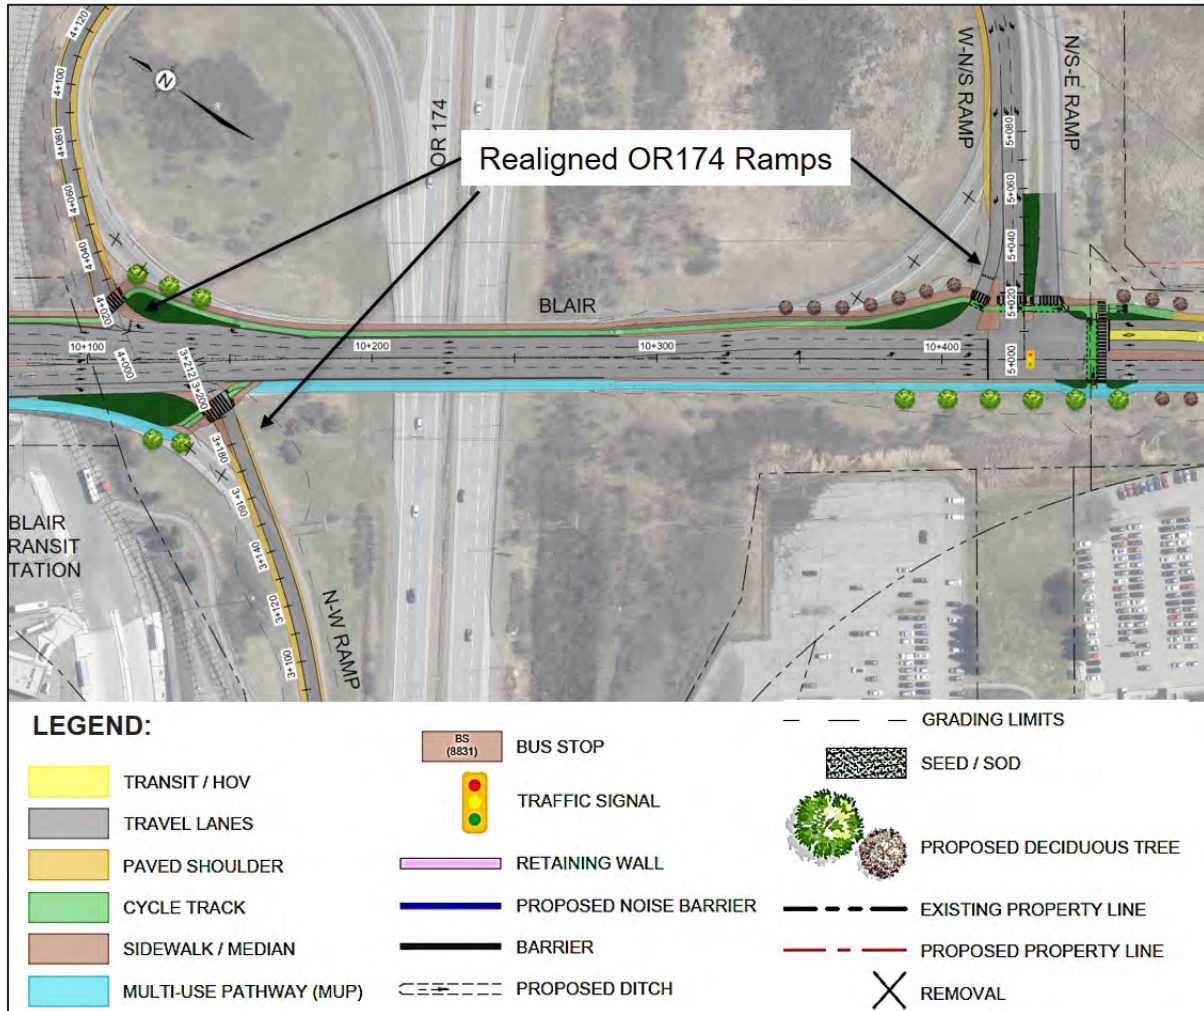 4+120
4+100
4+080
4+060
4+040
4+020
4+000
N
OR 174
W-N/S RAMP
N/S-E RAMP
5+080
5+060
5+040
5+020
5+000
Realigned OR174 Ramps
BLAIR
10+100
10+200
10+300
10+400
3+212
3+200
3+180
3+160
3+140
3+120
3+100
N-W RAMP
BLAIR
RANSIT
TATION
LEGEND:
TRANSIT / HOV
TRAVEL LANES
PAVED SHOULDER
CYCLE TRACK
SIDEWALK / MEDIAN
MULTI-USE PATHWAY (MUP)
BS
(8831)
BUS STOP
TRAFFIC SIGNAL
RETAINING WALL
PROPOSED NOISE BARRIER
BARRIER
PROPOSED DITCH
GRADING LIMITS
SEED / SOD
PROPOSED DECIDUOUS TREE
EXISTING PROPERTY LINE
PROPOSED PROPERTY LINE
REMOVAL